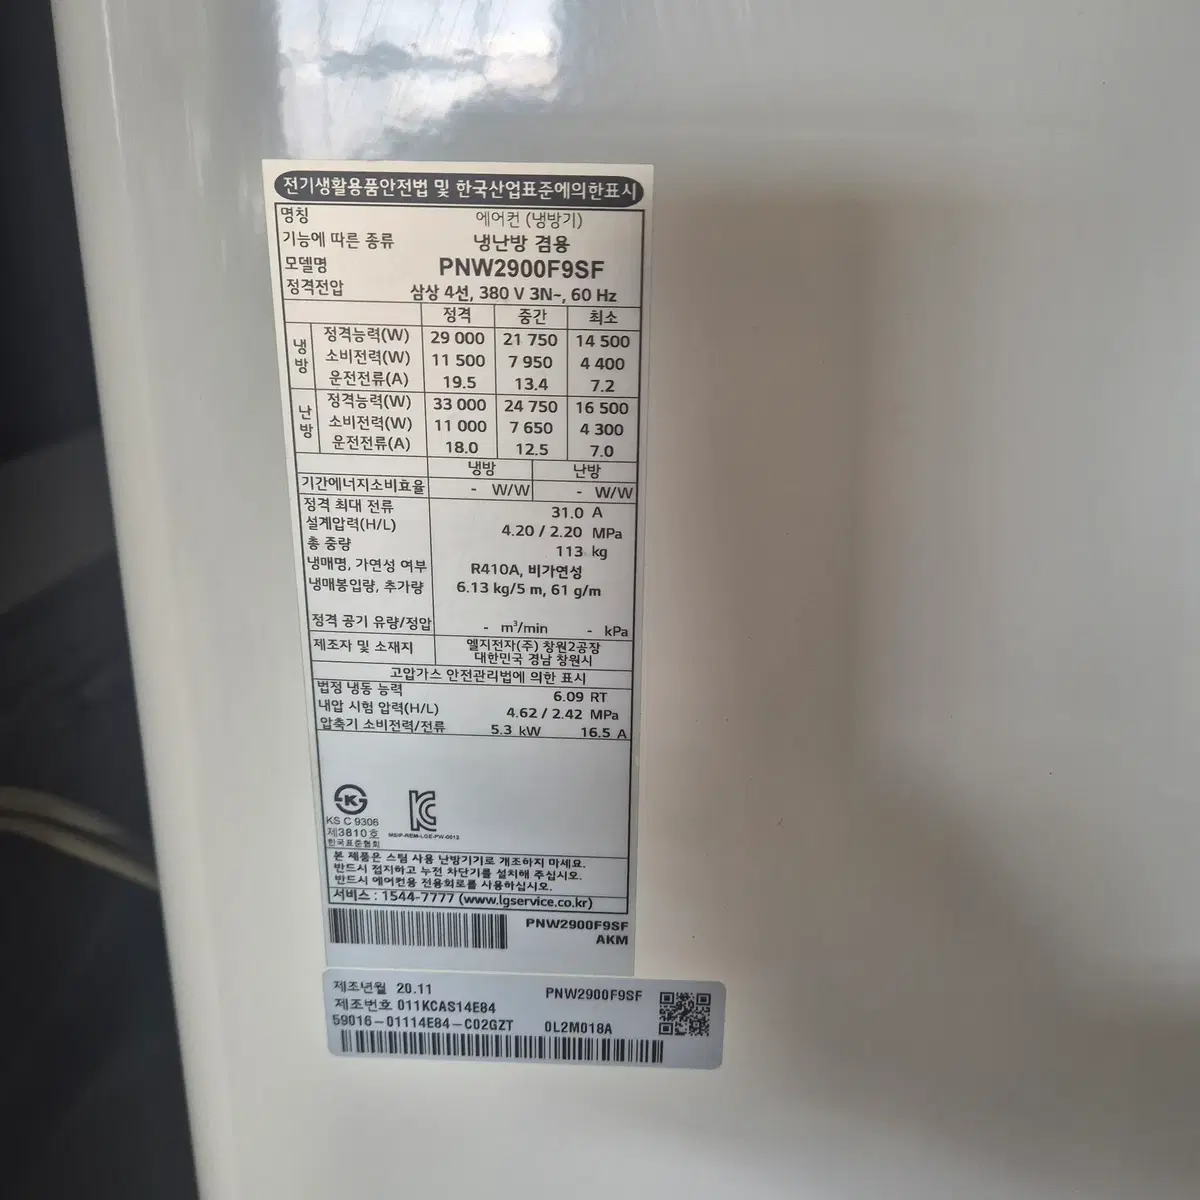 전기생활용품안전법 및 한국산업표준에의한표시
명칭 에어컨 (냉방기)
기능에 따른 종류 냉난방 겸용
모델명 PNW2900F9SF
정격전압 삼상 4선, 380 V 3N~, 60 Hz
정격 중간 최소
냉방 정격능력(W) 29 000 21 750 14 500
소비전력(W) 11 500 7 950 4 400
운전전류(A) 19.5 13.4 7.2
난방 정격능력(W) 33 000 24 750 16 500
소비전력(W) 11 000 7 650 4 300
운전전류(A) 18.0 12.5 7.0
냉방 난방
기간에너지소비효율 - W/W - W/W
정격 최대 전류 31.0 A
설계압력(H/L) 4.20 / 2.20 MPa
총 중량 113 kg
냉매명, 가연성 여부 R410A, 비가연성
냉매봉입량, 추가량 6.13 kg/5 m, 61 g/m
정격 공기 유량/정압 - m³/min - kPa
제조자 및 소재지 엘지전자(주) 창원2공장
대한민국 경남 창원시
고압가스 안전관리법에 의한 표시
법정 냉동 능력 6.09 RT
내압 시험 압력(H/L) 4.62 / 2.42 MPa
압축기 소비전력/전류 5.3 kW 16.5 A
KS C 9306
제3810호
한국표준협회
MSIP-REM-LGE-PW-0013
본 제품은 스팀 사용 난방기기로 개조하지 마세요.
반드시 접지하고 누전 차단기를 설치해 주십시오.
반드시 에어컨용 전용회로를 사용하십시오.
서비스 : 1544-7777 (www.lgservice.co.kr)
PNW2900F9SF
AKM
제조년월 20.11 PNW2900F9SF
제조번호 011KCAS14E84
59016-01114E84-C02GZT 0L2M018A